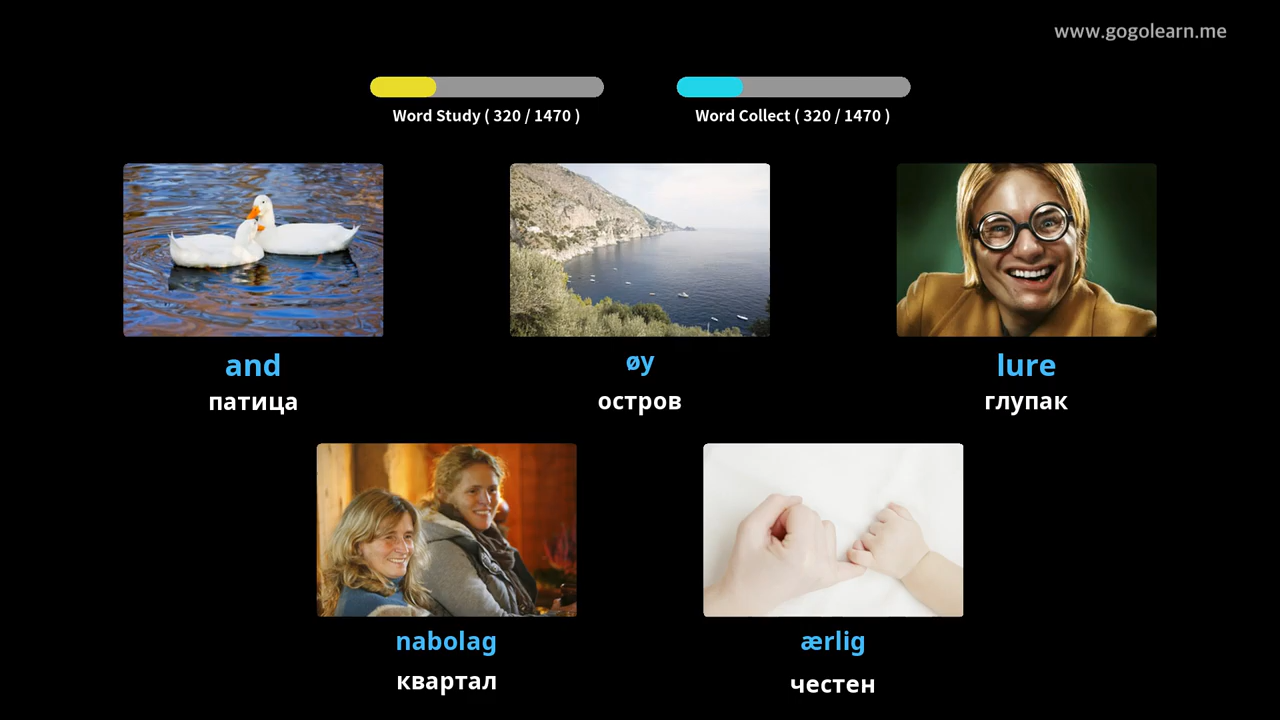 www.gogolearn.me
Word Study ( 320 / 1470 )
Word Collect ( 320 / 1470 )
and
патица
øy
остров
lure
глупак
nabolag
квартал
ærlig
честен